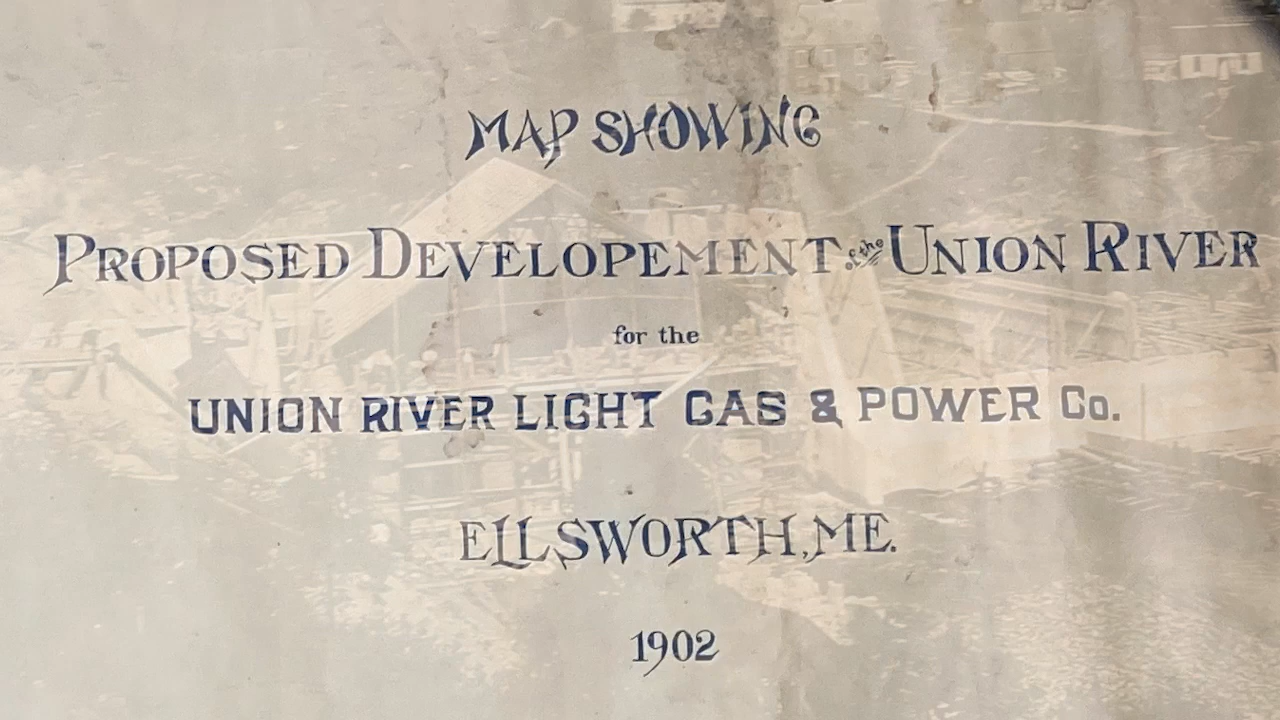 MAP SHOWING
PROPOSED DEVELOPEMENT of the UNION RIVER
for the
UNION RIVER LIGHT GAS & POWER Co.
ELLSWORTH, ME.
1902